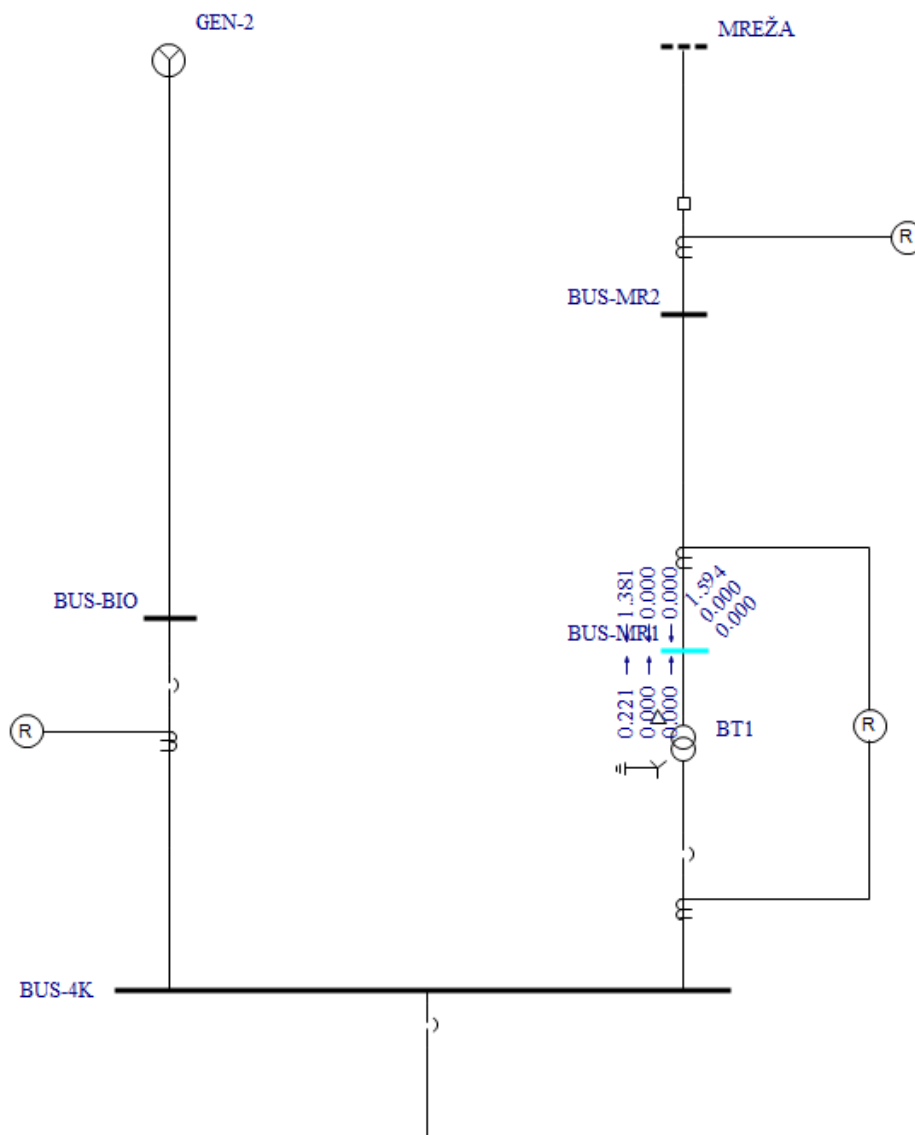 GEN-2
MREŽA
R
BUS-MR2
1.381
0.000
0.000
1.594
0.000
0.000
BUS-BIO
BUS-MR1
0.221
0.000
0.000
R
BT1
R
BUS-4K